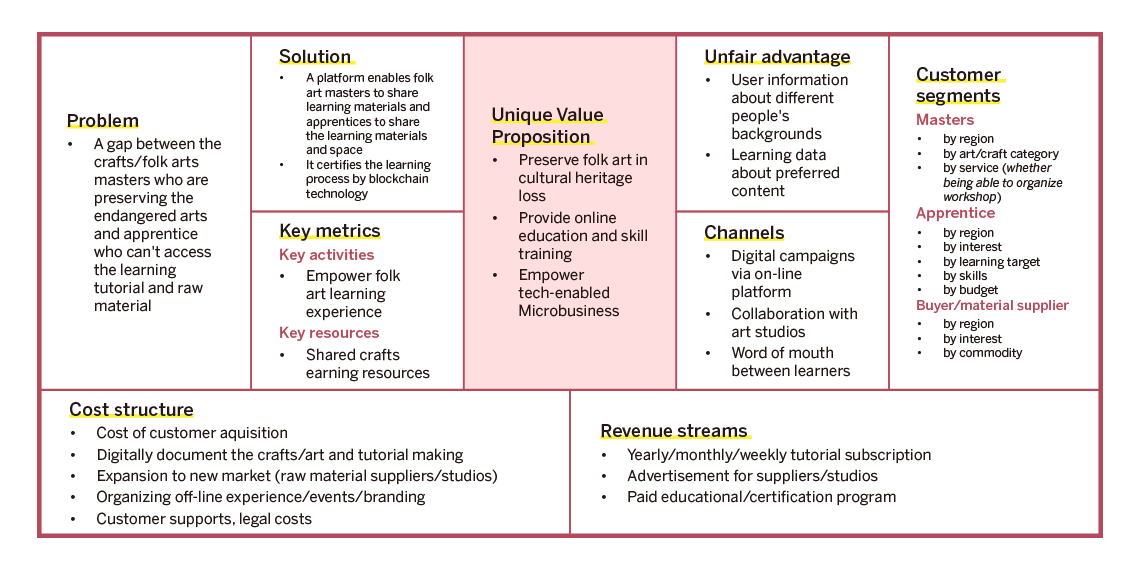 Problem
• A gap between the
crafts/folk arts
masters who are
preserving the
endangered arts
and apprentice
who can't access
the learning
tutorial and raw
material
Solution
• A platform enables folk
art masters to share
learning materials and
apprentices to share
the learning materials
and space
• It certifies the learning
process by blockchain
technology
Key metrics
Key activities
• Empower folk
art learning
experience
Key resources
• Shared crafts
earning resources
Unique Value
Proposition
• Preserve folk art in
cultural heritage
loss
• Provide online
education and skill
training
• Empower
tech-enabled
Microbusiness
Unfair advantage
• User information
about different
people's
backgrounds
• Learning data
about preferred
content
Channels
• Digital campaigns
via on-line
platform
• Collaboration with
art studios
• Word of mouth
between learners
Customer
segments
Masters
• by region
• by art/craft category
• by service (whether
being able to organize
workshop)
Apprentice
• by region
• by interest
• by learning target
• by skills
• by budget
Buyer/material supplier
• by region
• by interest
• by commodity
Cost structure
• Cost of customer aquisition
• Digitally document the crafts/art and tutorial making
• Expansion to new market (raw material suppliers/studios)
• Organizing off-line experience/events/branding
• Customer supports, legal costs
Revenue streams
• Yearly/monthly/weekly tutorial subscription
• Advertisement for suppliers/studios
• Paid educational/certification program